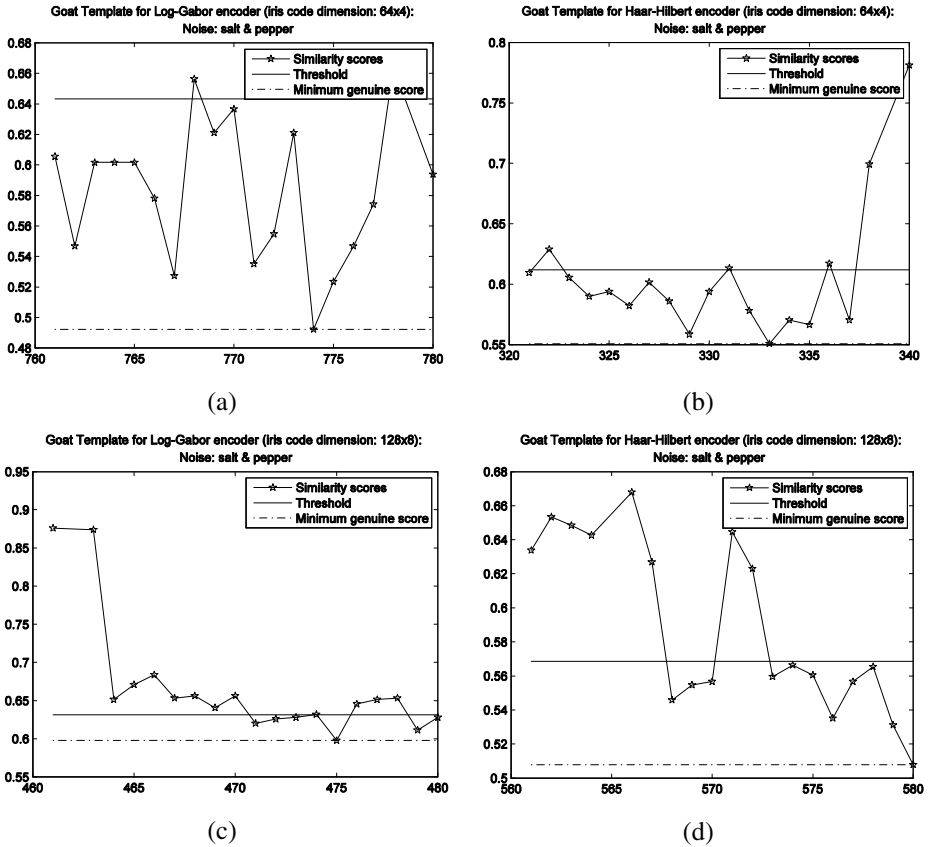 Goat Template for Log-Gabor encoder (iris code dimension: 64x4):
Noise: salt & pepper
Similarity scores
Threshold
Minimum genuine score
0.68
0.66
0.64
0.62
0.6
0.58
0.56
0.54
0.52
0.5
0.48
760
765
770
775
780
(a)
Goat Template for Haar-Hilbert encoder (iris code dimension: 64x4):
Noise: salt & pepper
Similarity scores
Threshold
Minimum genuine score
0.8
0.75
0.7
0.65
0.6
0.55
320
325
330
335
340
(b)
Goat Template for Log-Gabor encoder (iris code dimension: 128x8):
Noise: salt & pepper
Similarity scores
Threshold
Minimum genuine score
0.95
0.9
0.85
0.8
0.75
0.7
0.65
0.6
0.55
460
465
470
475
480
(c)
Goat Template for Haar-Hilbert encoder (iris code dimension: 128x8):
Noise: salt & pepper
Similarity scores
Threshold
Minimum genuine score
0.68
0.66
0.64
0.62
0.6
0.58
0.56
0.54
0.52
0.5
560
565
570
575
580
(d)